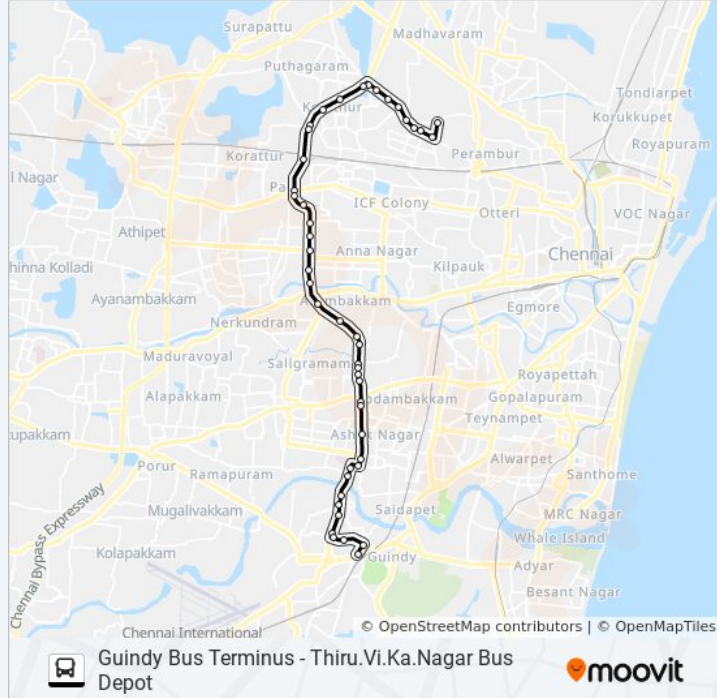 Surapattu
Madhavaram
Puthagaram
Tondiarpet
Korukkupet
Royapuram
Korattur
Perambur
l Nagar
ICF Colony
Otteri
VOC Nagar
Athipet
Anna Nagar
Chennai
hinna Kolladi
Kilpauk
Ayanambakkam
Egmore
Nerkundram
Maduravoyal
Saligramam
Royapettah
Alapakkam
Gopalapuram
Teynampet
tupakkam
Ashok Nagar
Alwarpet
Porur
Ramapuram
Santhome
Mugalivakkam
Saidapet
MRC Nagar
Whale Island
Kolapakkam
Guindy
Adyar
Besant Nagar
Chennai Bypass Expressway
Chennai International
© OpenStreetMap contributors | © OpenMapTiles
Guindy Bus Terminus - Thiru.Vi.Ka.Nagar Bus
Depot
moovit